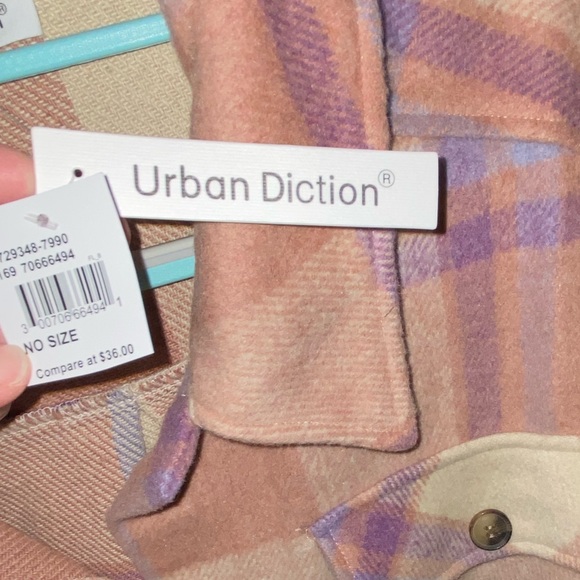 Urban Diction®
729348-7990
169 70666494
3 00706 66494 1
NO SIZE
Compare at $36.00